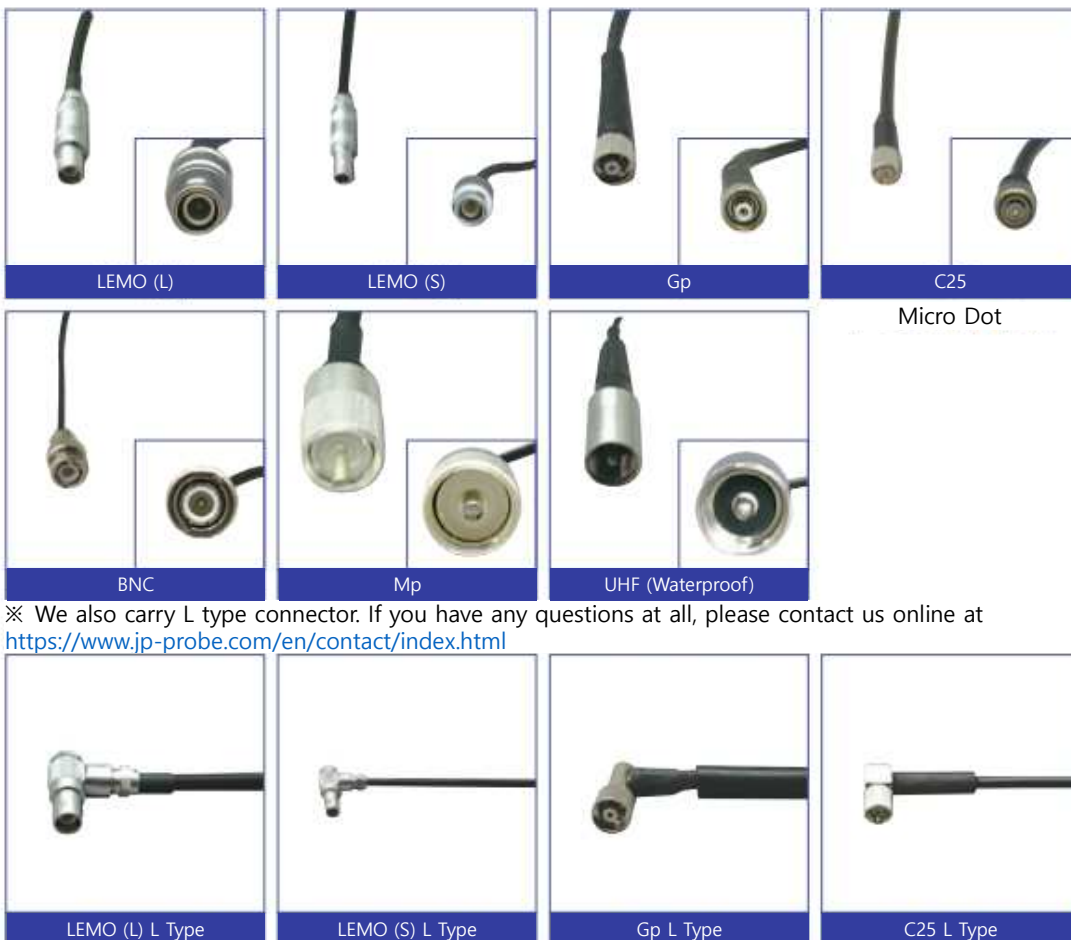 LEMO (L)
LEMO (S)
Gp
C25
Micro Dot
BNC
Mp
UHF (Waterproof)
※ We also carry L type connector. If you have any questions at all, please contact us online at
https://www.jp-probe.com/en/contact/index.html
LEMO (L) L Type
LEMO (S) L Type
Gp L Type
C25 L Type